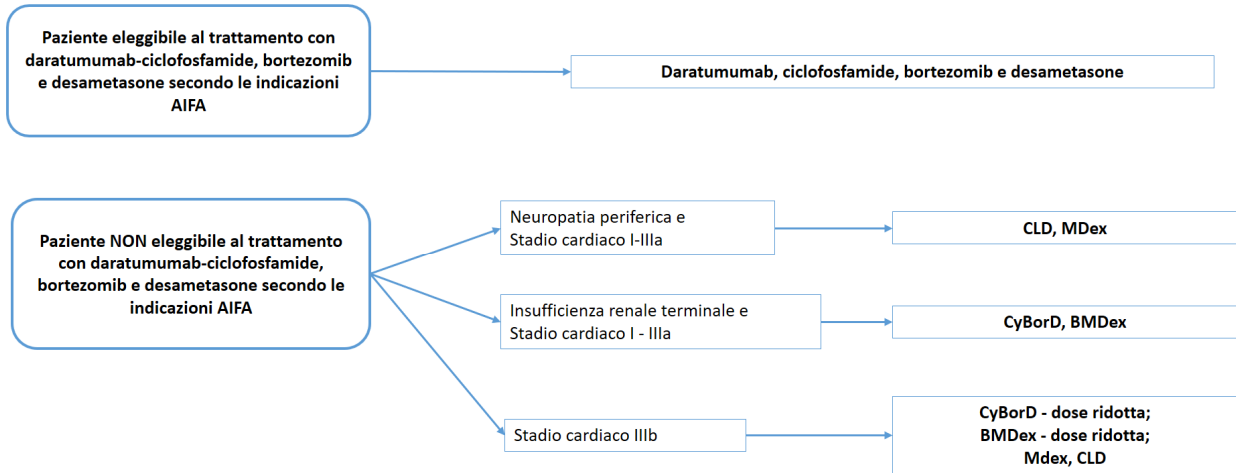 Paziente eleggibile al trattamento con
daratumumab-ciclofosfamide, bortezomib
e desametasone secondo le indicazioni
AIFA
Daratumumab, ciclofosfamide, bortezomib e desametasone
Paziente NON eleggibile al trattamento
con daratumumab-ciclofosfamide,
bortezomib e desametasone secondo le
indicazioni AIFA
Neuropatia periferica e
Stadio cardiaco I-IIIa
CLD, MDex
Insufficienza renale terminale e
Stadio cardiaco I - IIIa
CyBorD, BMDex
Stadio cardiaco IIIb
CyBorD - dose ridotta;
BMDex - dose ridotta;
Mdex, CLD